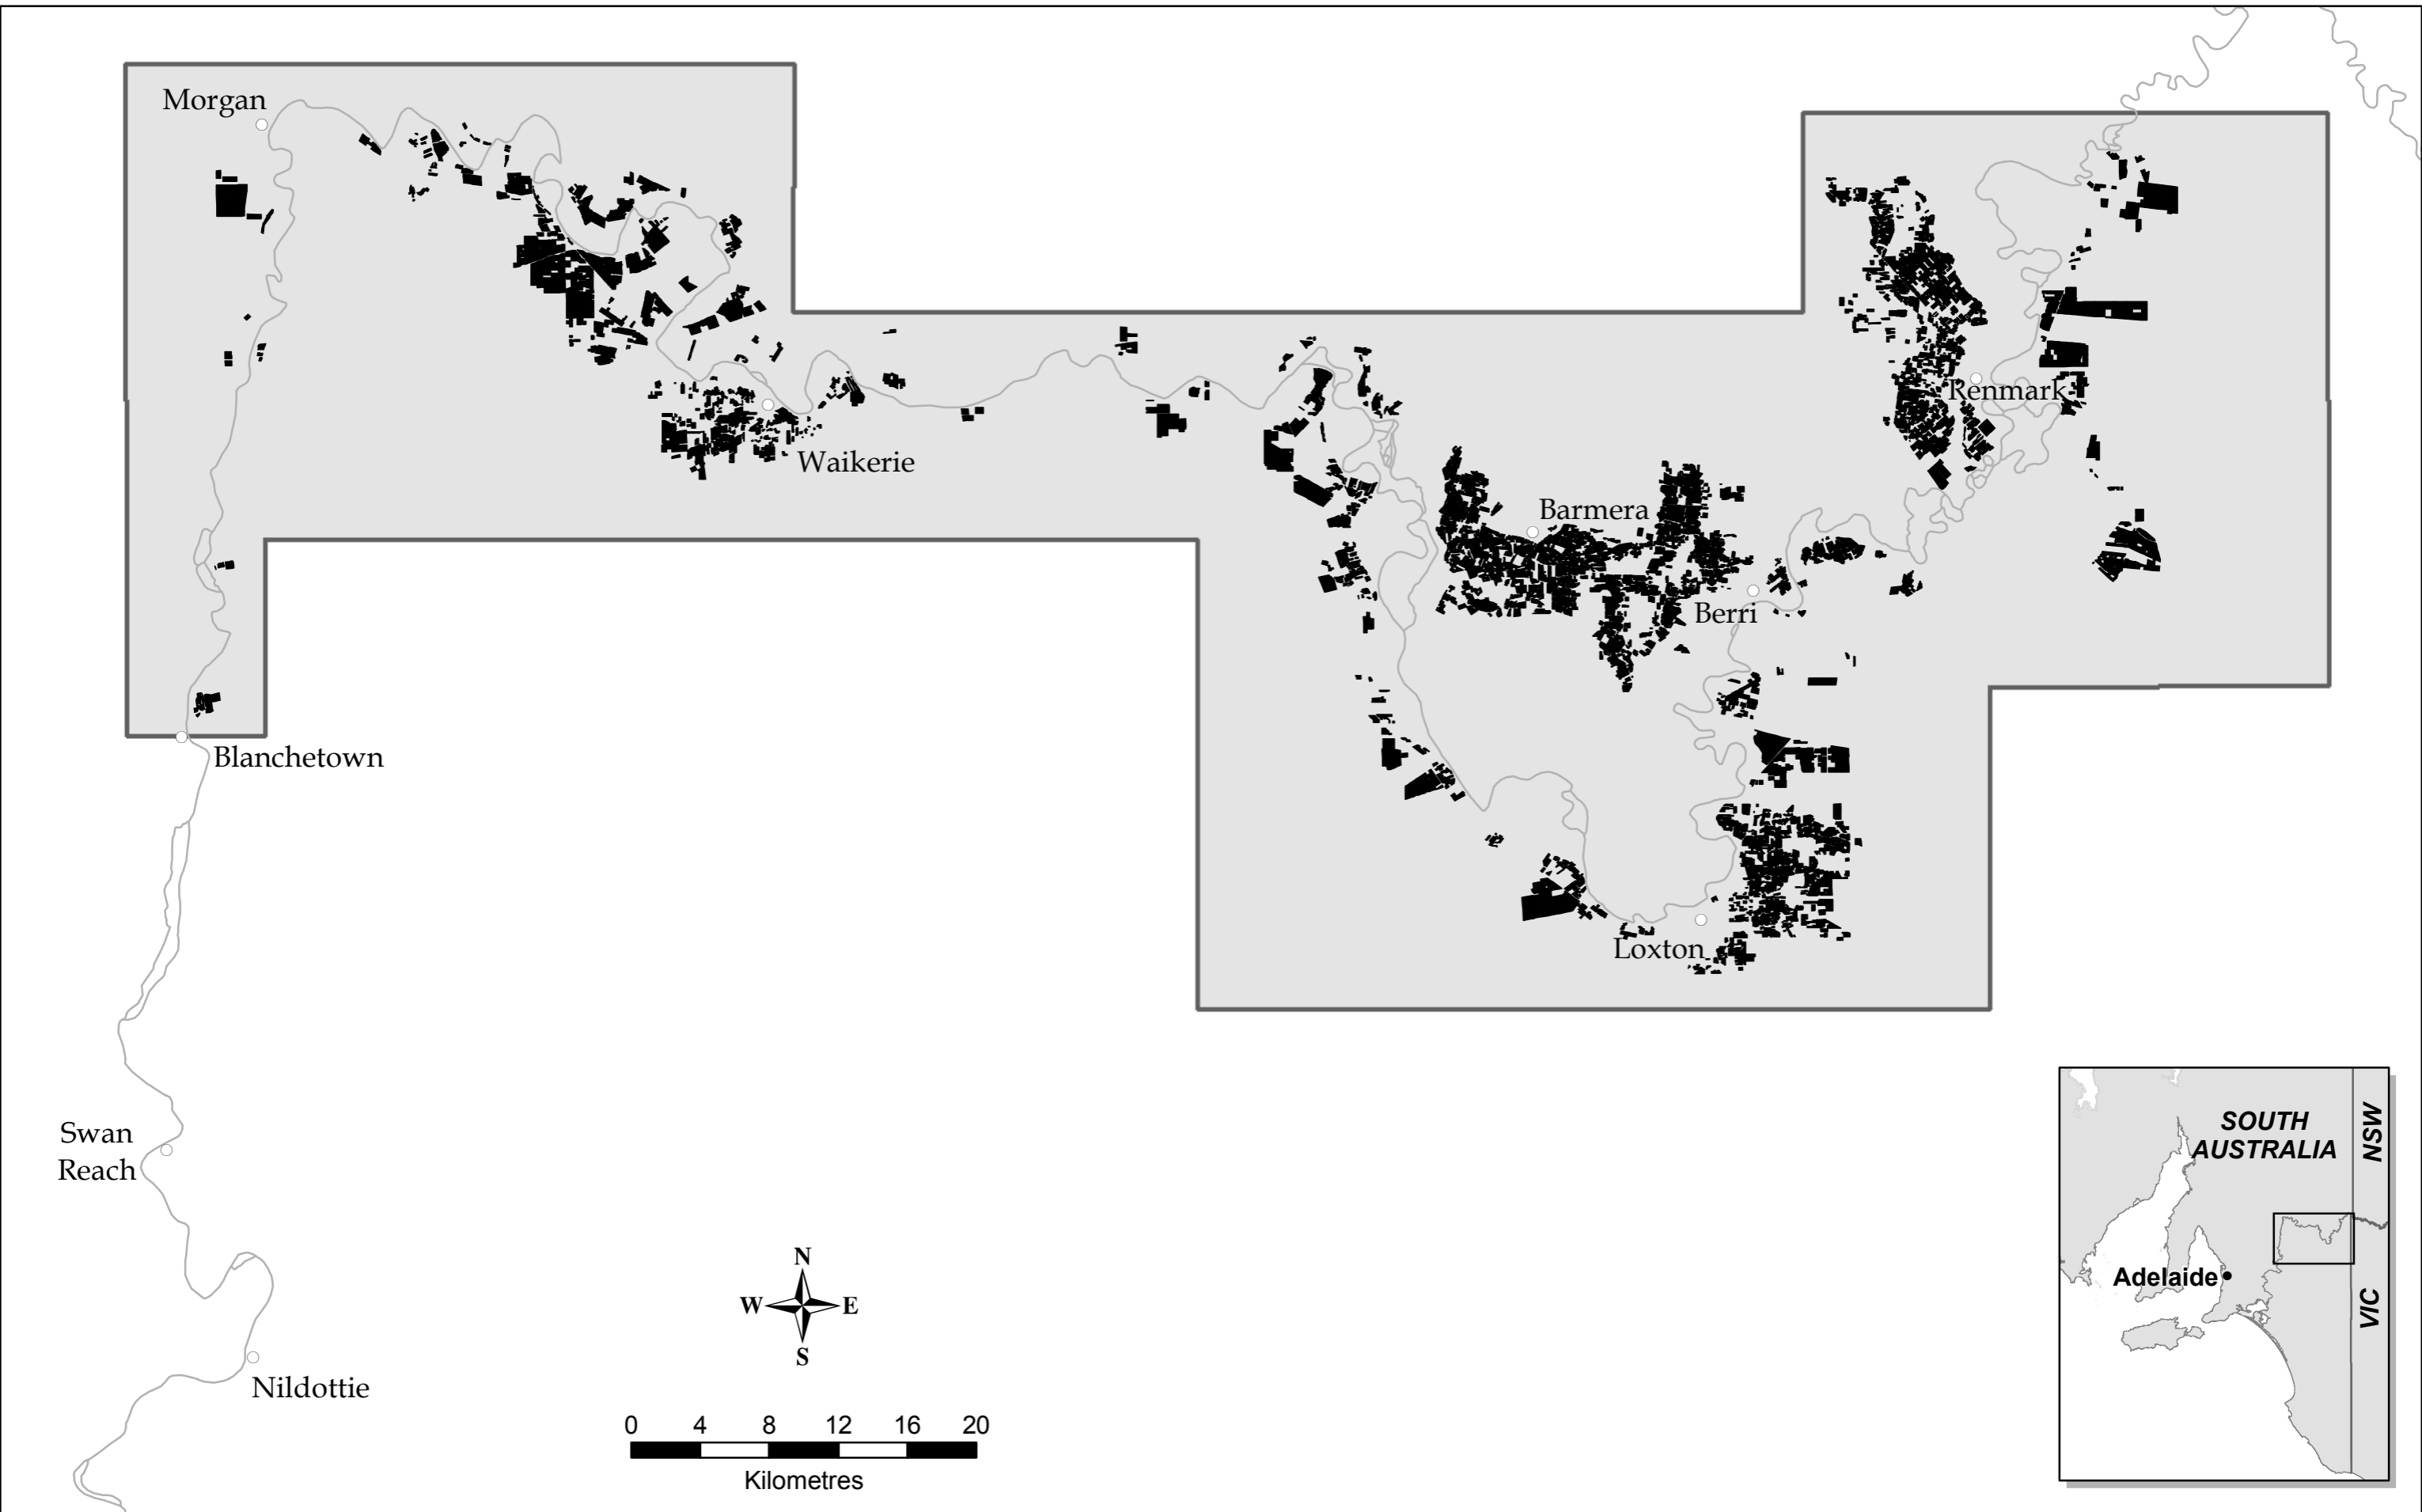 Morgan
Renmark
Waikerie
Barmera
Berri
Blanchetown
Loxton
Swan
Reach
Nildottie
N
W E
S
0 4 8 12 16 20
Kilometres
SOUTH
AUSTRALIA
NSW
Adelaide
VIC